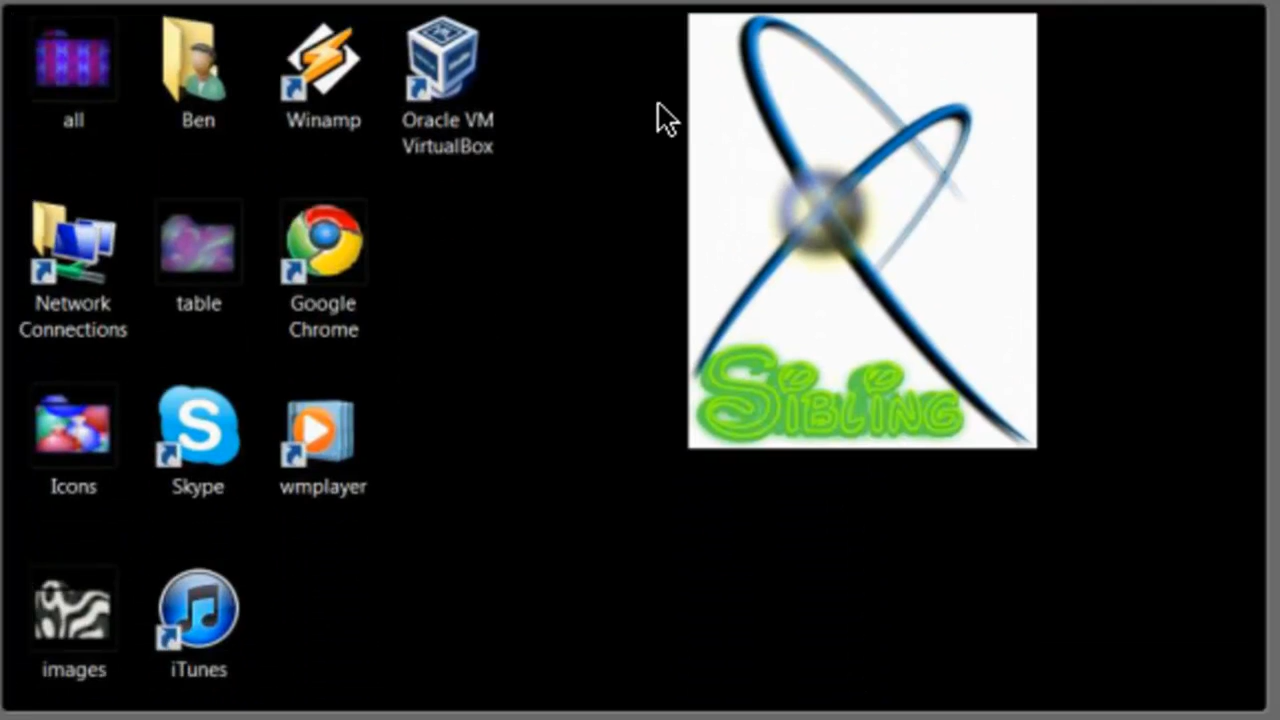 all
Ben
Winamp
Oracle VM
VirtualBox
Network
Connections
table
Google
Chrome
Icons
Skype
wmplayer
images
iTunes
SIBLING